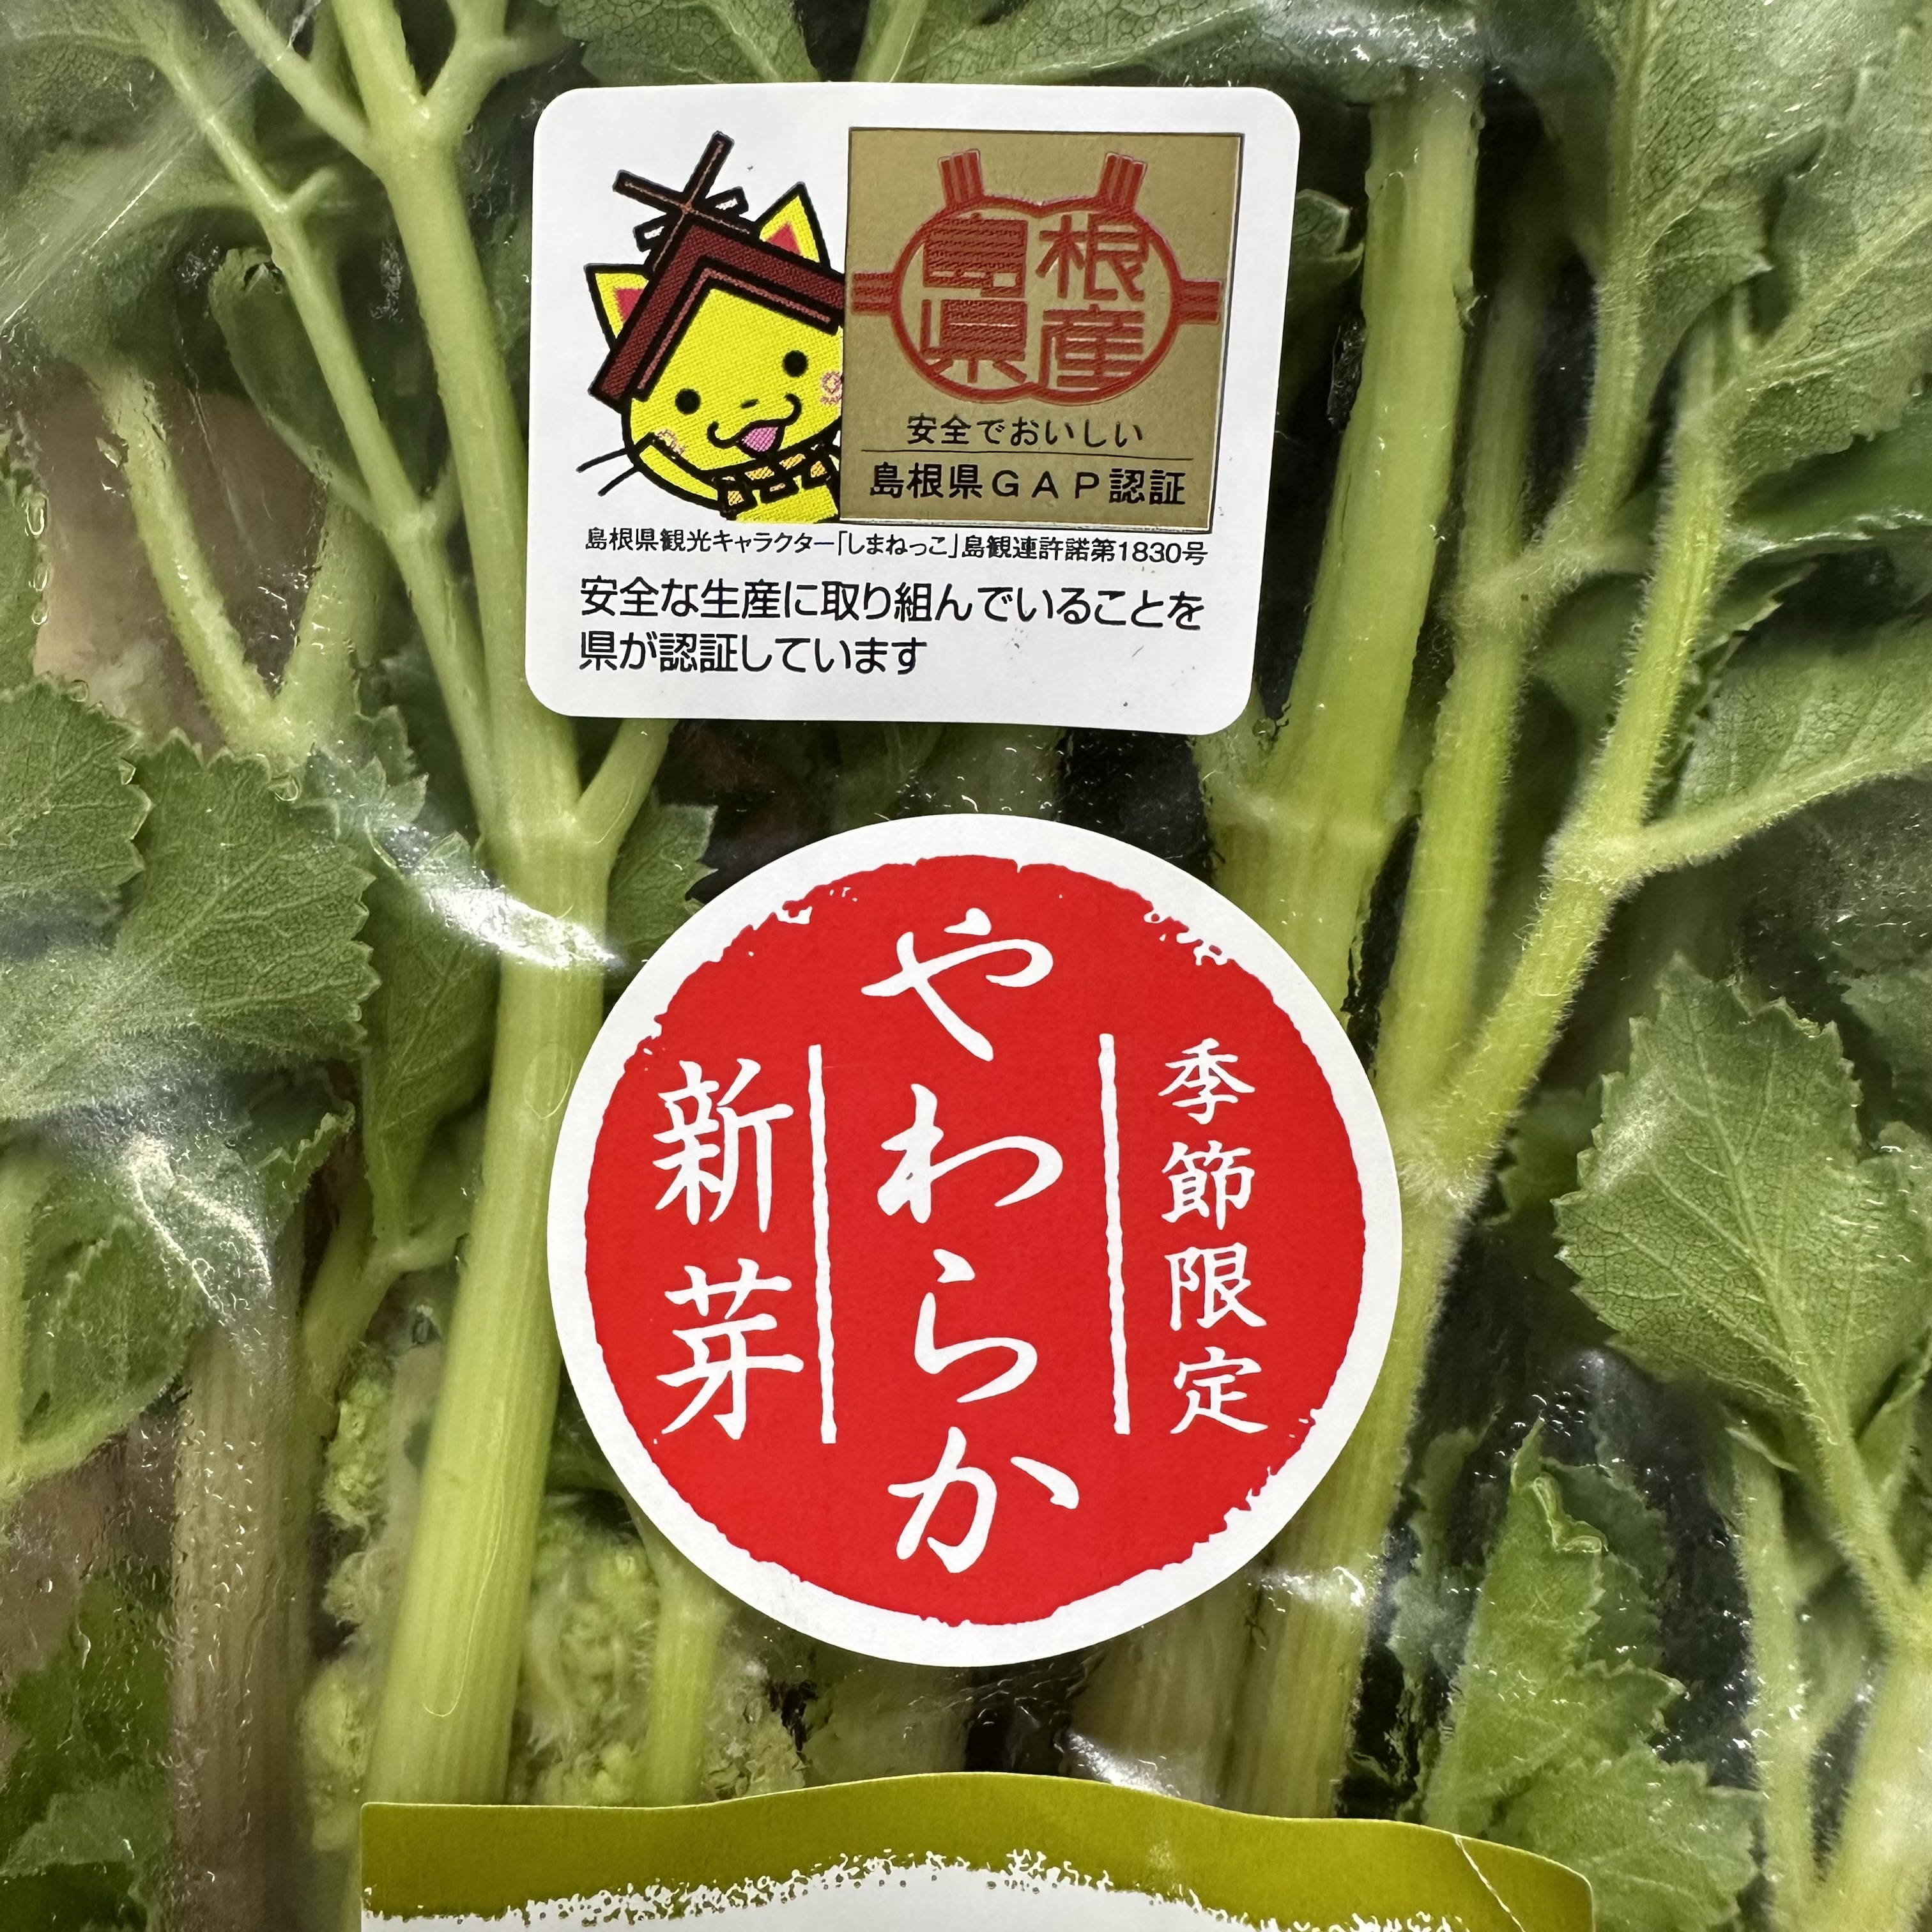 島根
県産
安全でおいしい
島根県GAP認証
島根県観光キャラクター「しまねっこ」島観連許諾第1830号
安全な生産に取り組んでいることを
県が認証しています
季節限定
やわらか
新芽